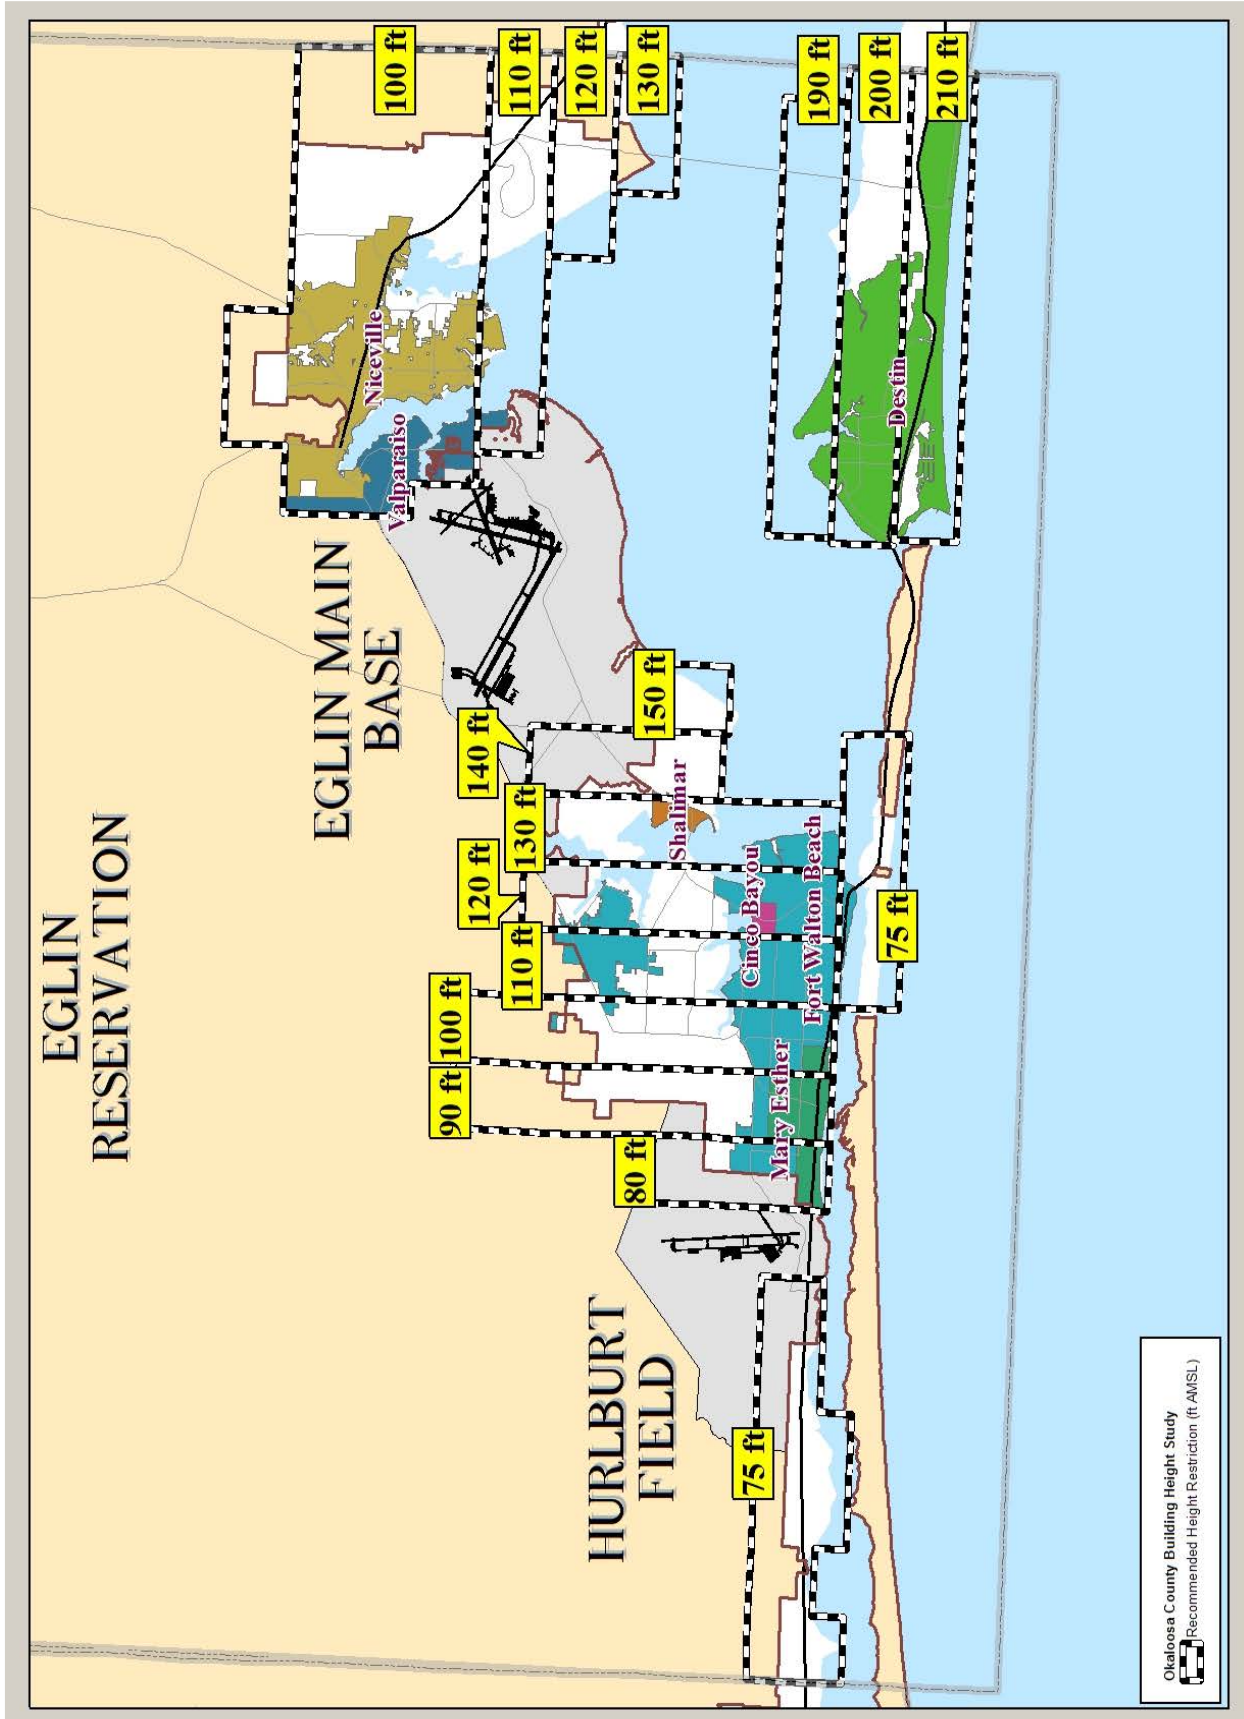 EGLIN
RESERVATION
EGLIN MAIN
BASE
HURLBURT
FIELD
75 ft
80 ft
90 ft
100 ft
110 ft
120 ft
130 ft
140 ft
150 ft
75 ft
100 ft
110 ft
120 ft
130 ft
190 ft
200 ft
210 ft
Niceville
Valparaiso
Shalimar
Cinco Bayou
Fort Walton Beach
Mary Esther
Destin
Okaloosa County Building Height Study
Recommended Height Restriction (ft AMSL)